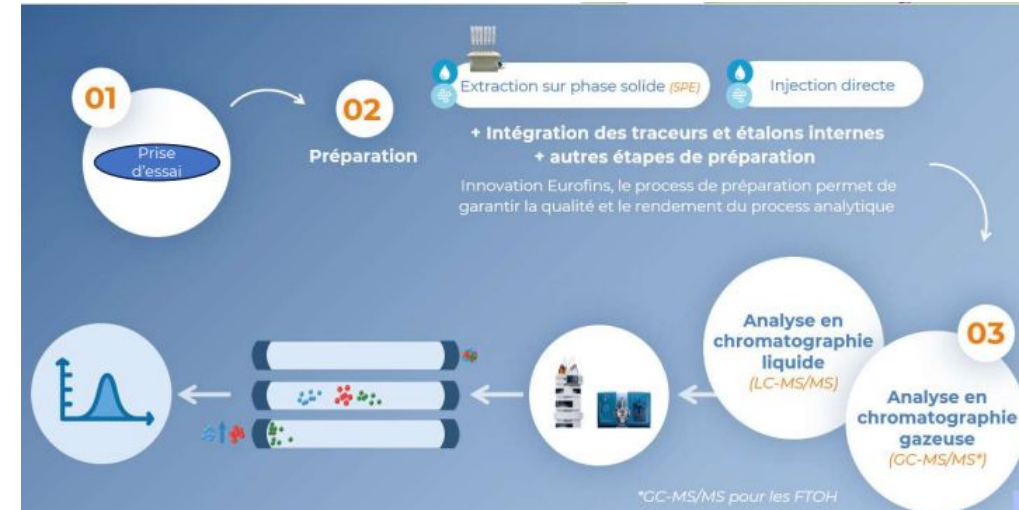 01
Prise
d'essai
02
Préparation
Extraction sur phase solide (SPE)
Injection directe
+ Intégration des traceurs et étalons internes
+ autres étapes de préparation
Innovation Eurofins, le process de préparation permet de
garantir la qualité et le rendement du process analytique
03
Analyse en
chromatographie
liquide
(LC-MS/MS)
Analyse en
chromatographie
gazeuse
(GC-MS/MS*)
*GC-MS/MS pour les FTOH